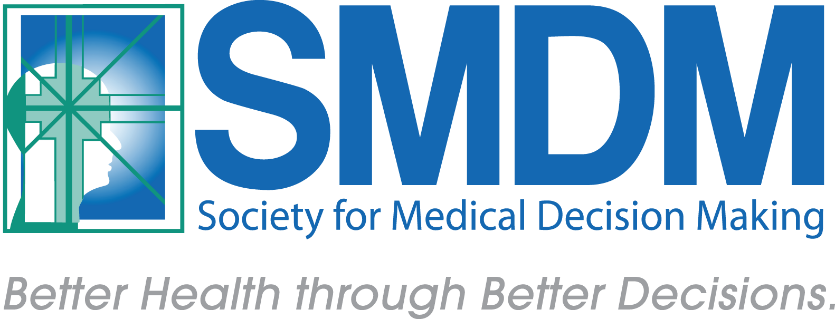 SMDM
Society for Medical Decision Making
Better Health through Better Decisions.